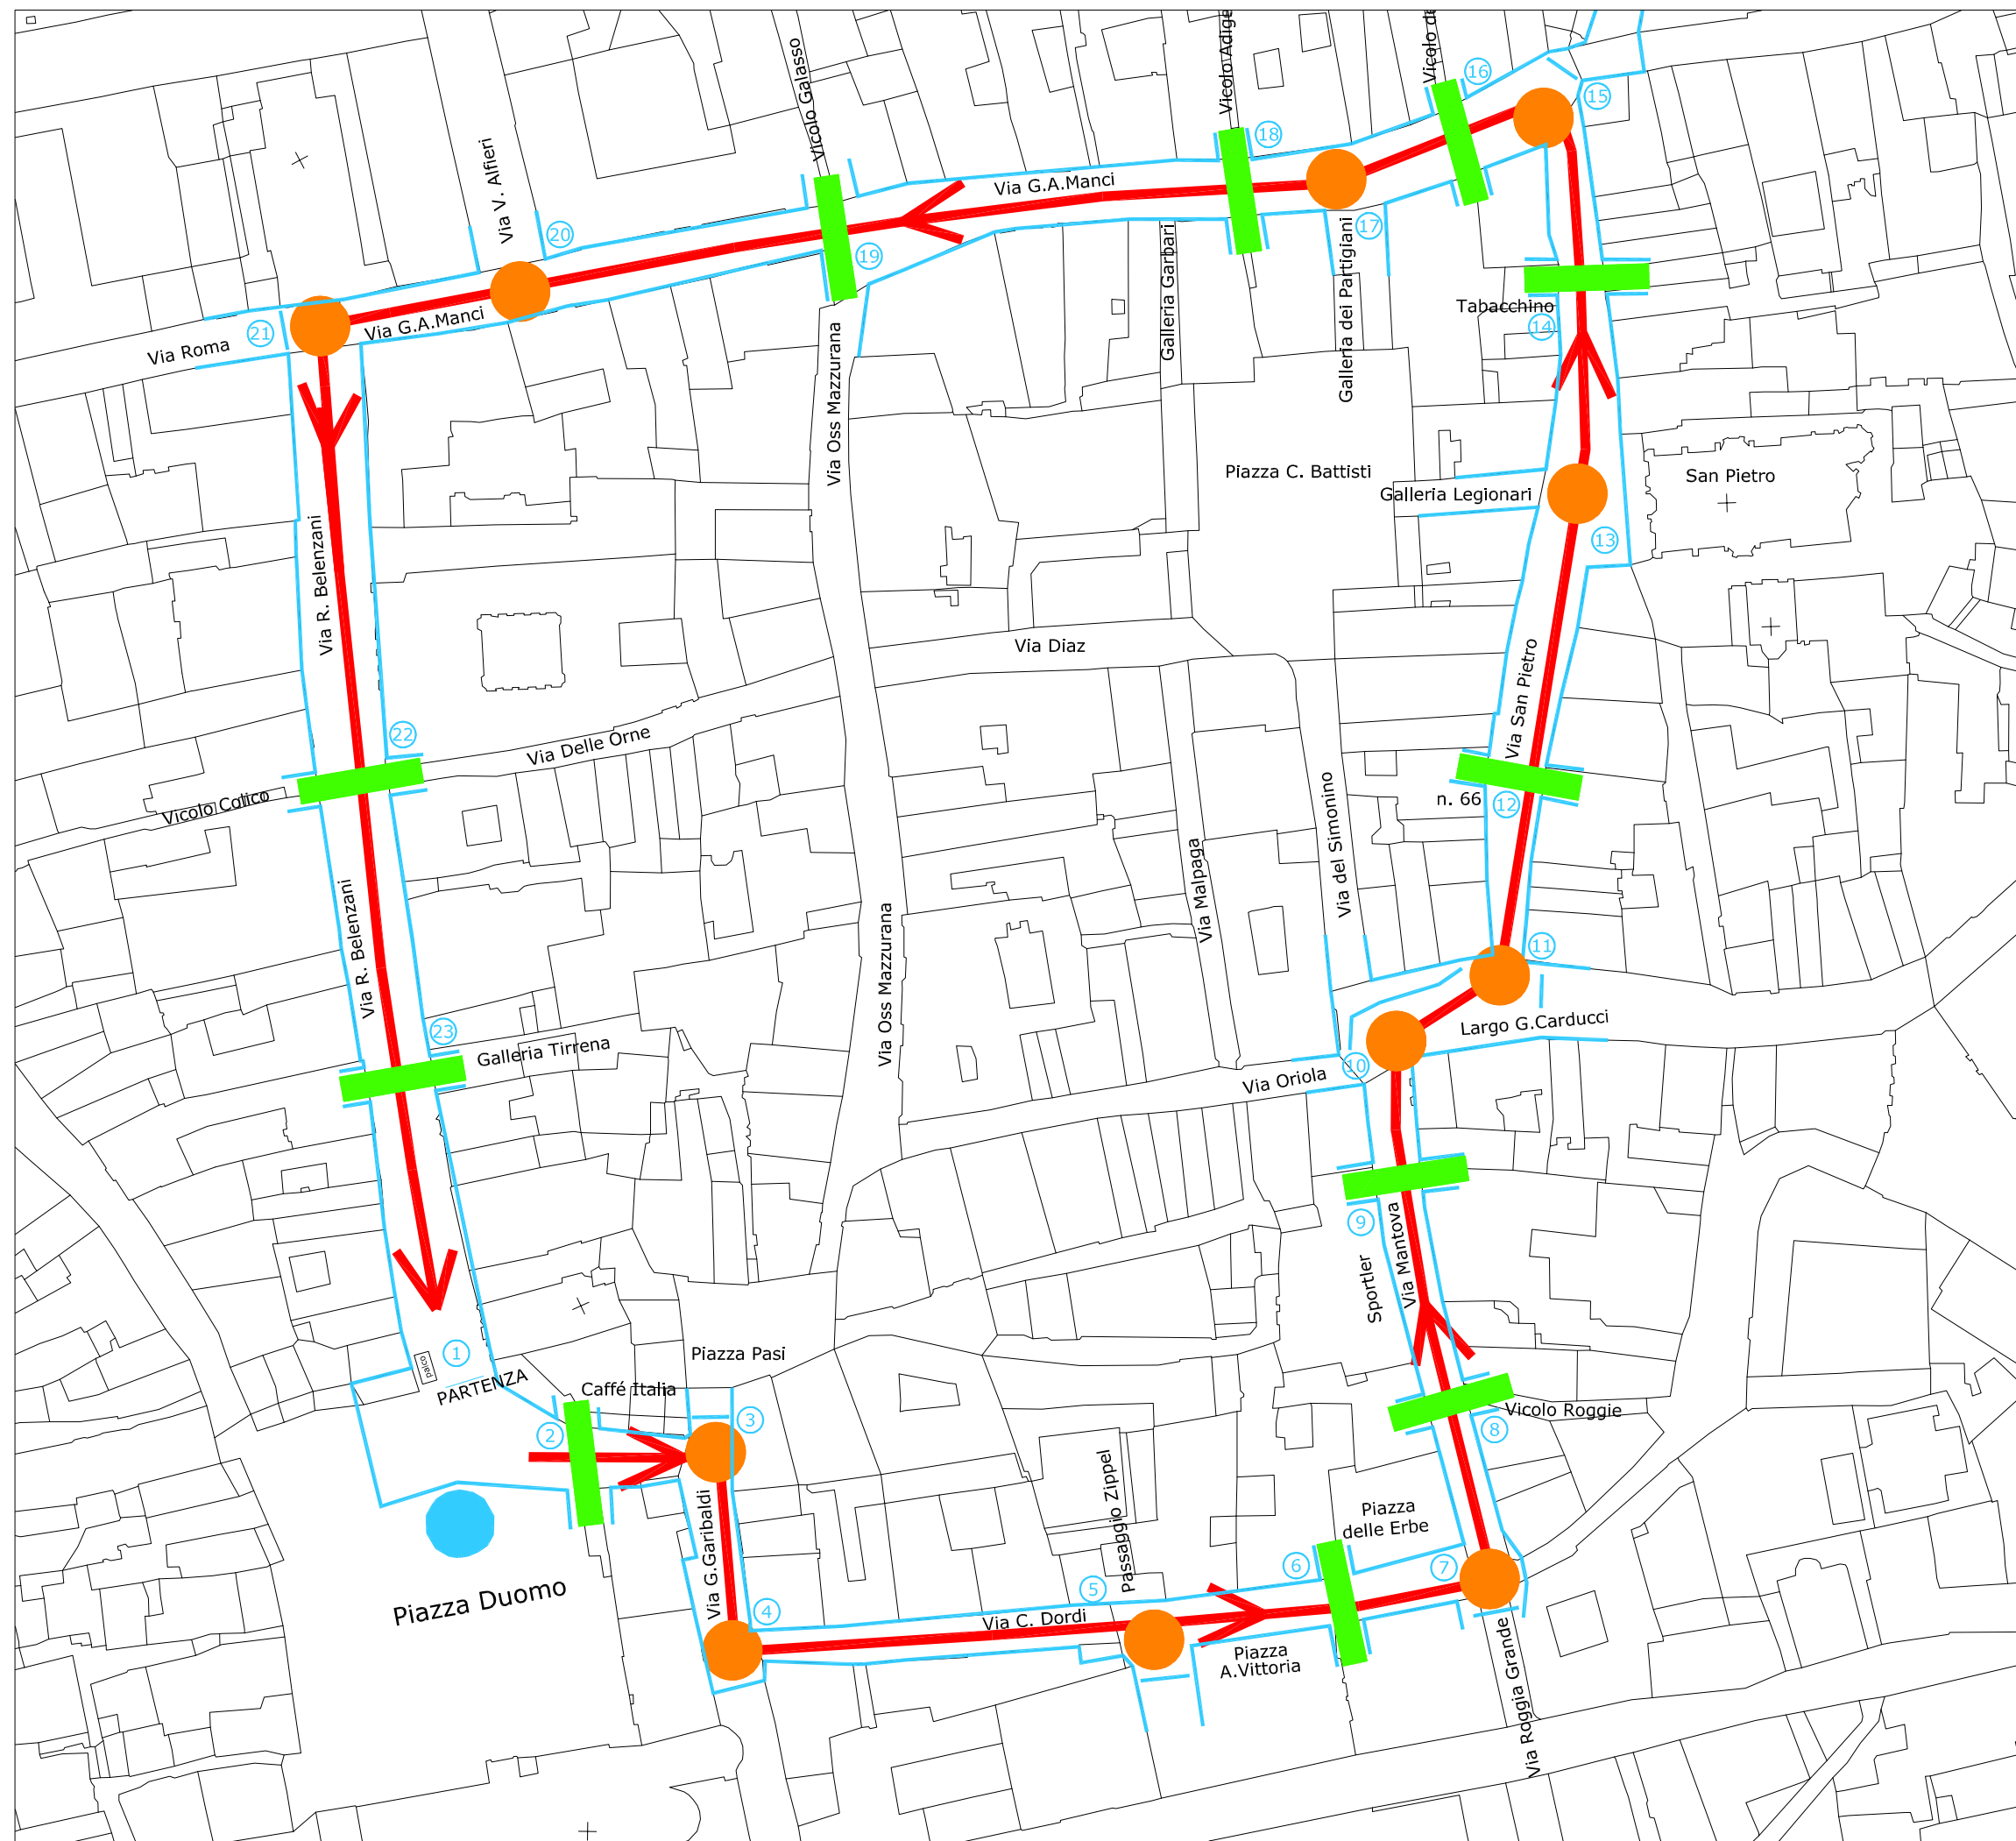 Vicolo Galasso
Vicolo Adige
Vicolo de
16
15
18
Via V. Alfieri
Via G.A.Manci
20
17
19
Galleria Garbari
Galleria dei Partigiani
Tabacchino
14
21
Via G.A.Manci
Via Roma
Via Oss Mazzurana
Piazza C. Battisti
San Pietro
Galleria Legionari
13
Via R. Belenzani
Via Diaz
Via San Pietro
22
Via Delle Orne
Vicolo Colico
n. 66
12
Via del Simonino
Via Malpaga
Via R. Belenzani
Via Oss Mazzurana
11
Largo G.Carducci
23
Galleria Tirrena
10
Via Oriola
9
Via Mantova
Sportler
1
palco
PARTENZA
Piazza Pasi
Caffé Italia
2
3
Vicolo Roggie
8
Passaggio Zippel
Via G.Garibaldi
Piazza
delle Erbe
Piazza Duomo
4
5
6
7
Via C. Dordi
Piazza
A.Vittoria
Via Roggia Grande